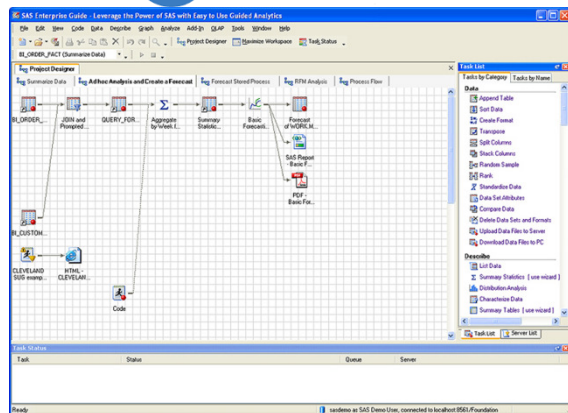 SAS Enterprise Guide - Leverage the Power of SAS with Easy to Use Guided Analytics
File Edit View Code Data Describe Graph Analyze Add-In OLAP Tools Window Help
Project Designer Maximize Workspace Task Status
BI_ORDER_FACT (Summarize Data)
Project Designer
Summarize Data Adhoc Analysis and Create a Forecast Forecast Stored Process RFM Analysis Process Flow
BI_ORDER_... JOIN and Prompted... QUERY_FOR... Aggregate by Week I... Summary Statistic... Basic Forecasti... Forecast of WORK.M...
SAS Report - Basic F...
PDF - Basic For...
BI_CUSTOM...
CLEVELAND SUG examp... HTML - CLEVELAN...
Code
Task List
Tasks by Category Tasks by Name
Data
Append Table
Sort Data
Create Format
Transpose
Split Columns
Stack Columns
Random Sample
Rank
Standardize Data
Data Set Attributes
Compare Data
Delete Data Sets and Formats
Upload Data Files to Server
Download Data Files to PC
Describe
List Data
Summary Statistics [ use wizard ]
Distribution Analysis
Characterize Data
Summary Tables [ use wizard ]
Task List Server List
Task Status
Task Status Queue Server
Ready
sasdemo as SAS Demo User, connected to localhost:8561/Foundation